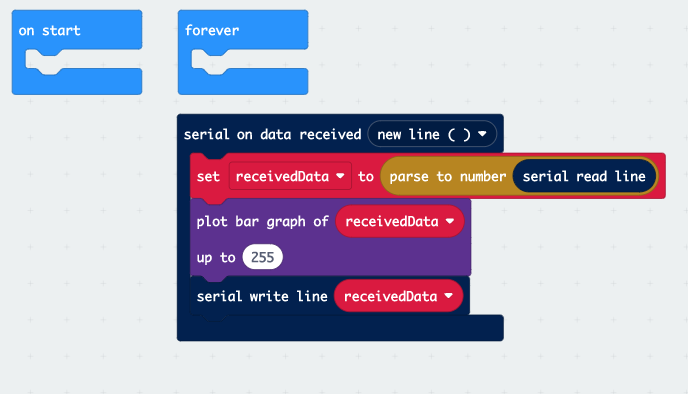 on start
forever
serial on data received new line ( )
set receivedData to parse to number serial read line
plot bar graph of receivedData
up to 255
serial write line receivedData